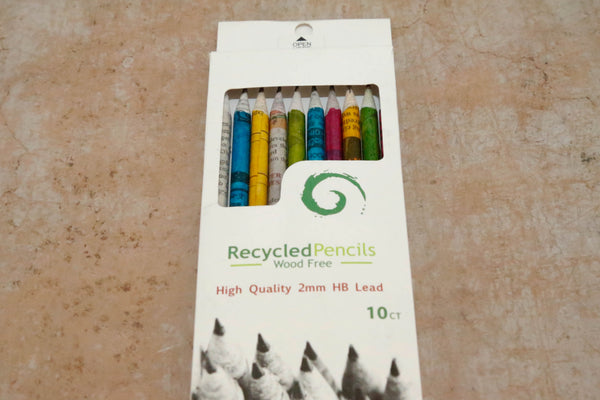 OPEN
RecycledPencils
Wood Free
High Quality 2mm HB Lead
10CT